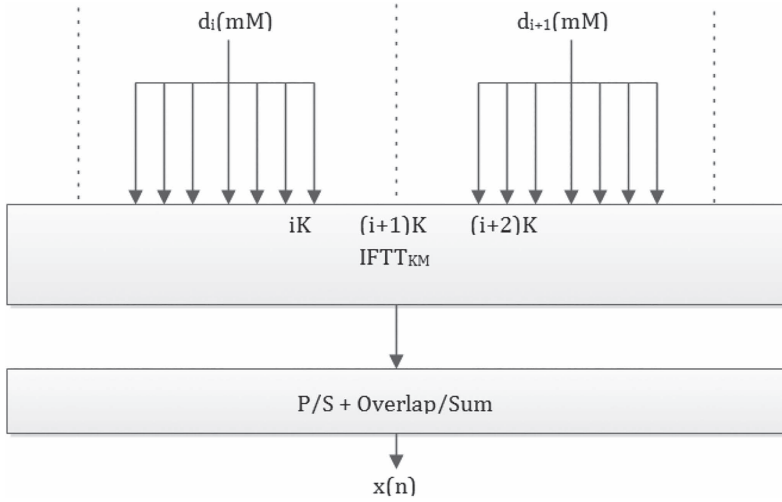 dᵢ(mM) dᵢ₊₁(mM)
iK (i+1)K (i+2)K
IFTT_KM
P/S + Overlap/Sum
x(n)